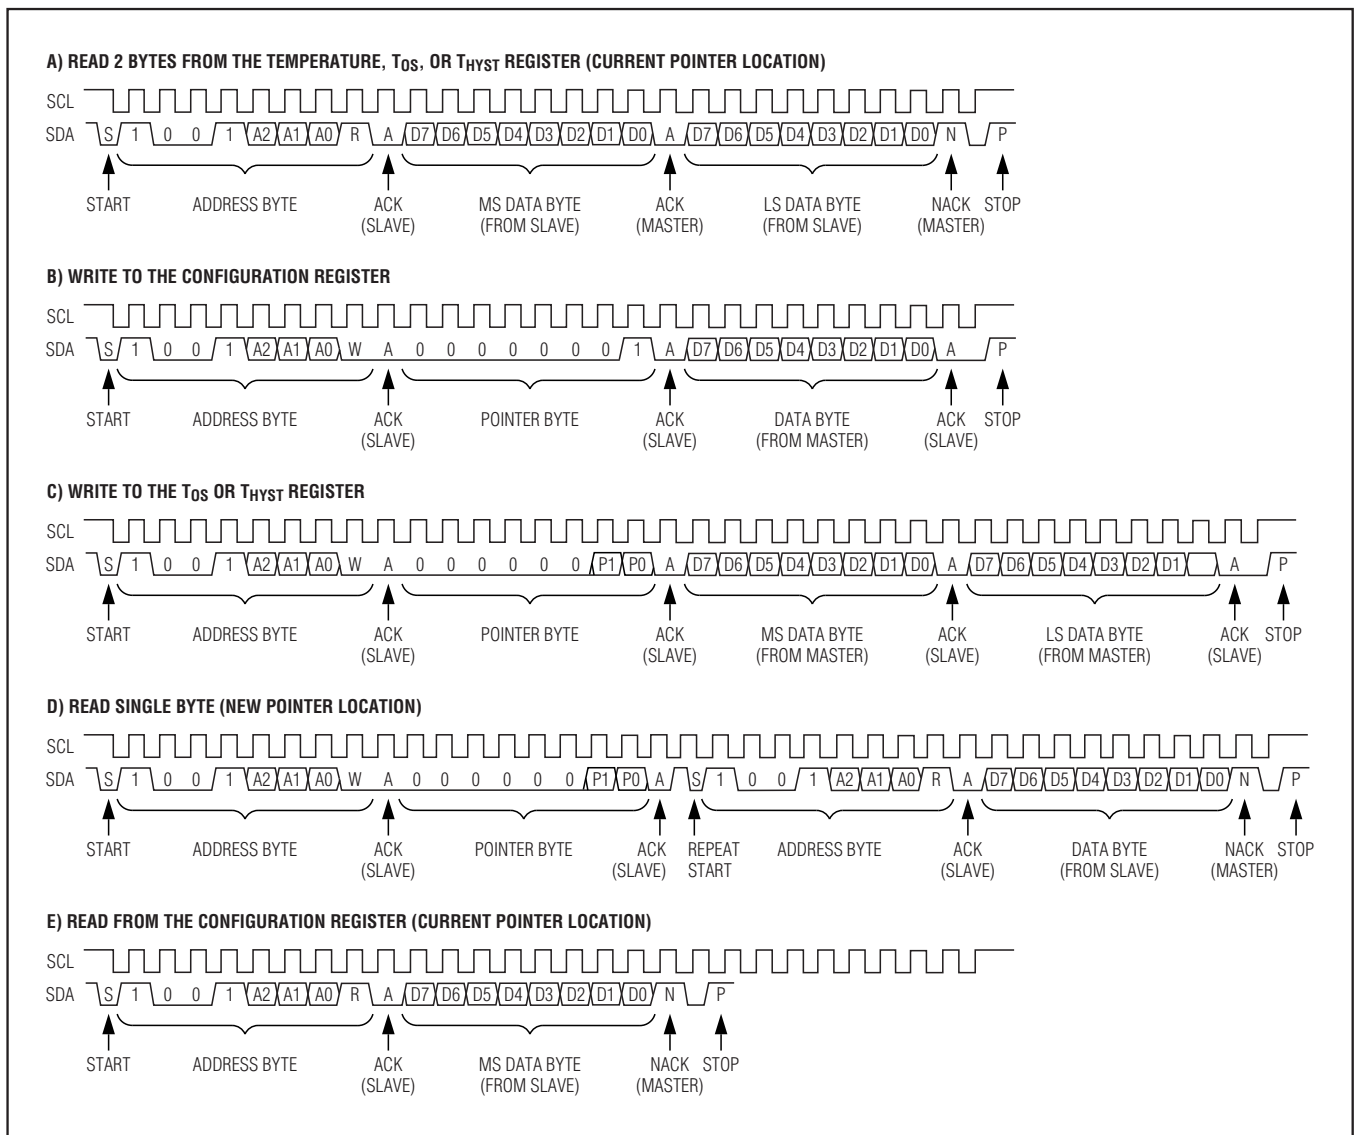 A) READ 2 BYTES FROM THE TEMPERATURE, TOS, OR THYST REGISTER (CURRENT POINTER LOCATION)
SCL
SDA S 1 0 0 1 A2 A1 A0 R A D7 D6 D5 D4 D3 D2 D1 D0 A D7 D6 D5 D4 D3 D2 D1 D0 N P
START ADDRESS BYTE ACK MS DATA BYTE ACK LS DATA BYTE NACK STOP
(SLAVE) (FROM SLAVE) (MASTER) (FROM SLAVE) (MASTER)
B) WRITE TO THE CONFIGURATION REGISTER
SCL
SDA S 1 0 0 1 A2 A1 A0 W A 0 0 0 0 0 0 0 1 A D7 D6 D5 D4 D3 D2 D1 D0 A P
START ADDRESS BYTE ACK POINTER BYTE ACK DATA BYTE ACK STOP
(SLAVE) (SLAVE) (FROM MASTER) (SLAVE)
C) WRITE TO THE TOS OR THYST REGISTER
SCL
SDA S 1 0 0 1 A2 A1 A0 W A 0 0 0 0 0 0 P1 P0 A D7 D6 D5 D4 D3 D2 D1 D0 A D7 D6 D5 D4 D3 D2 D1 A P
START ADDRESS BYTE ACK POINTER BYTE ACK MS DATA BYTE ACK LS DATA BYTE ACK STOP
(SLAVE) (SLAVE) (FROM MASTER) (SLAVE) (FROM MASTER) (SLAVE)
D) READ SINGLE BYTE (NEW POINTER LOCATION)
SCL
SDA S 1 0 0 1 A2 A1 A0 W A 0 0 0 0 0 0 P1 P0 A S 1 0 0 1 A2 A1 A0 R A D7 D6 D5 D4 D3 D2 D1 D0 N P
START ADDRESS BYTE ACK POINTER BYTE ACK REPEAT ADDRESS BYTE ACK DATA BYTE NACK STOP
(SLAVE) (SLAVE) START (SLAVE) (FROM SLAVE) (MASTER)
E) READ FROM THE CONFIGURATION REGISTER (CURRENT POINTER LOCATION)
SCL
SDA S 1 0 0 1 A2 A1 A0 R A D7 D6 D5 D4 D3 D2 D1 D0 N P
START ADDRESS BYTE ACK MS DATA BYTE NACK STOP
(SLAVE) (FROM SLAVE) (MASTER)